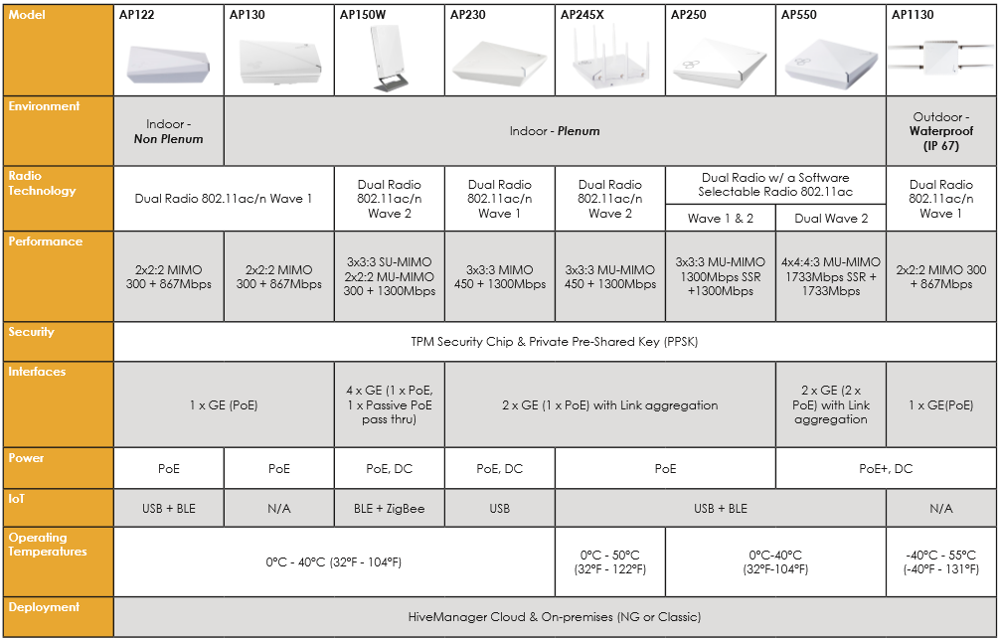 Model
AP122
AP130
AP150W
AP230
AP245X
AP250
AP550
AP1130
Environment
Indoor -
Non Plenum
Indoor - Plenum
Outdoor -
Waterproof
(IP 67)
Radio
Technology
Dual Radio 802.11ac/n Wave 1
Dual Radio
802.11ac/n
Wave 2
Dual Radio
802.11ac/n
Wave 1
Dual Radio
802.11ac/n
Wave 2
Dual Radio w/ a Software
Selectable Radio 802.11ac
Wave 1 & 2
Dual Wave 2
Dual Radio
802.11ac/n
Wave 1
Performance
2x2:2 MIMO
300 + 867Mbps
2x2:2 MIMO
300 + 867Mbps
3x3:3 SU-MIMO
2x2:2 MU-MIMO
300 + 1300Mbps
3x3:3 MIMO
450 + 1300Mbps
3x3:3 MU-MIMO
450 + 1300Mbps
3x3:3 MU-MIMO
1300Mbps SSR
+1300Mbps
4x4:4:3 MU-MIMO
1733Mbps SSR +
1733Mbps
2x2:2 MIMO 300
+ 867Mbps
Security
TPM Security Chip & Private Pre-Shared Key (PPSK)
Interfaces
1 x GE (PoE)
4 x GE (1 x PoE,
1 x Passive PoE
pass thru)
2 x GE (1 x PoE) with Link aggregation
2 x GE (2 x
PoE) with Link
aggregation
1 x GE(PoE)
Power
PoE
PoE
PoE, DC
PoE, DC
PoE
PoE+, DC
IoT
USB + BLE
N/A
BLE + ZigBee
USB
USB + BLE
N/A
Operating
Temperatures
0°C - 40°C (32°F - 104°F)
0°C - 50°C
(32°F - 122°F)
0°C-40°C
(32°F-104°F)
-40°C - 55°C
(-40°F - 131°F)
Deployment
HiveManager Cloud & On-premises (NG or Classic)